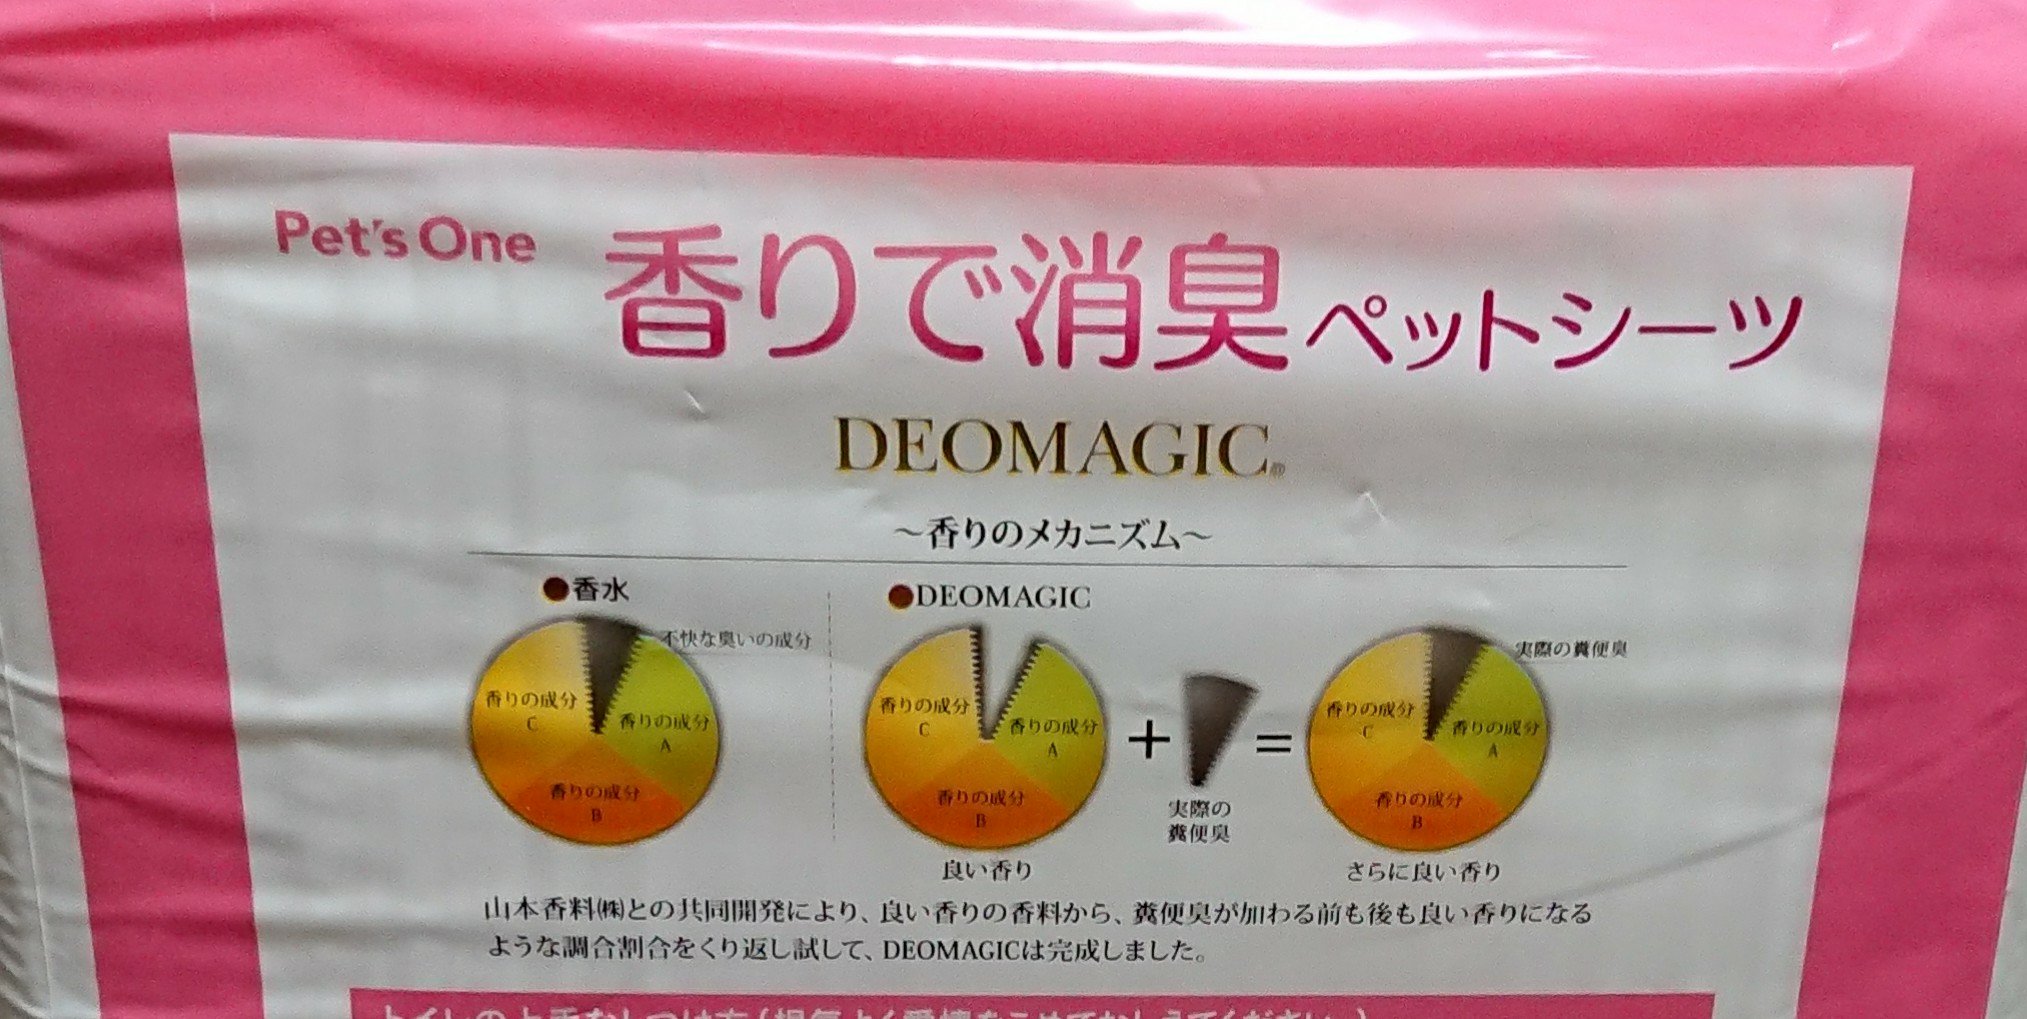 Pet's One
香りで消臭ペットシーツ
DEOMAGIC®
～香りのメカニズム～
●香水
不快な臭いの成分
香りの成分
C
香りの成分
A
香りの成分
B
●DEOMAGIC
香りの成分
C
香りの成分
A
香りの成分
B
良い香り
+
実際の
糞便臭
=
実際の糞便臭
香りの成分
C
香りの成分
A
香りの成分
B
さらに良い香り
山本香料㈱との共同開発により、良い香りの香料から、糞便臭が加わる前も後も良い香りになる
ような調合割合をくり返し試して、DEOMAGICは完成しました。